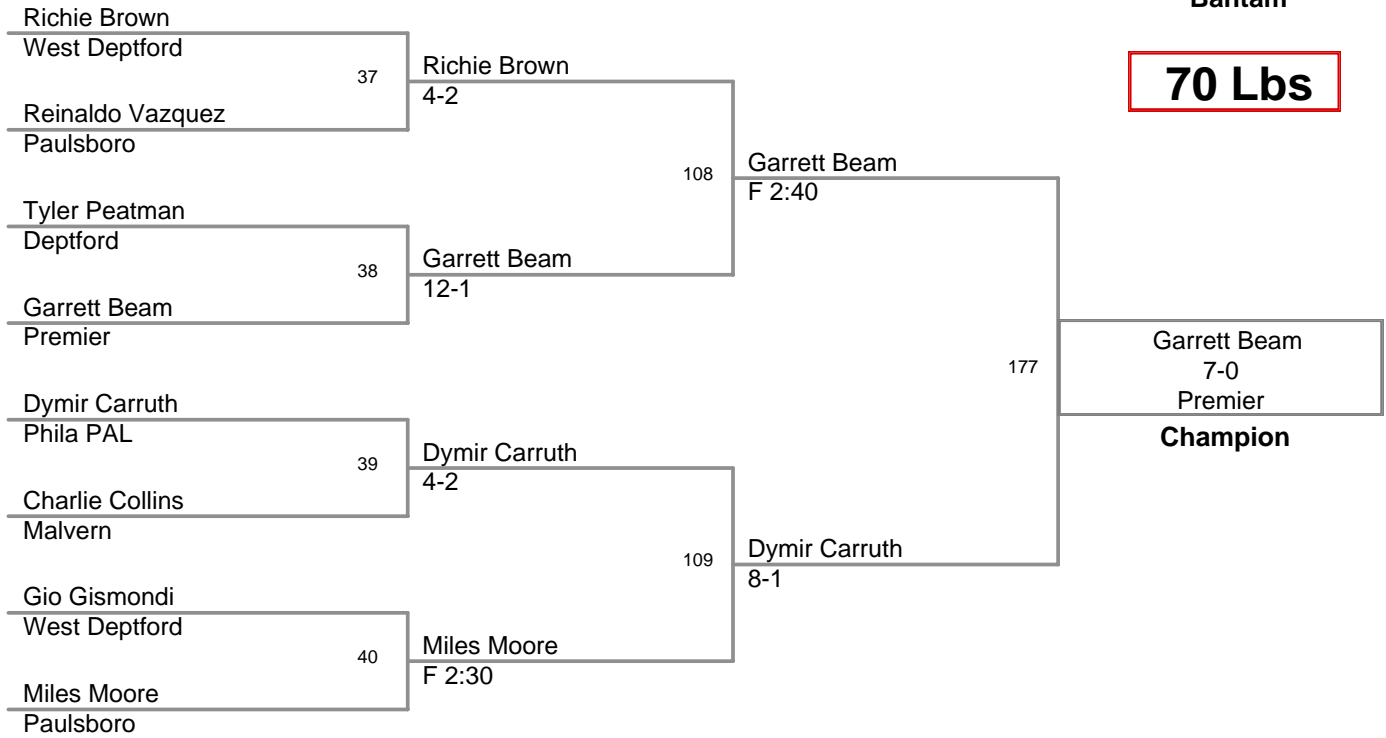 Bantam
70 Lbs
Richie Brown
West Deptford
37
Reinaldo Vazquez
Paulsboro
Tyler Peatman
Deptford
38
Garrett Beam
Premier
Dymir Carruth
Phila PAL
39
Charlie Collins
Malvern
Gio Gismondi
West Deptford
40
Miles Moore
Paulsboro
Richie Brown
4-2
108
Garrett Beam
12-1
Dymir Carruth
4-2
109
Miles Moore
F 2:30
Garrett Beam
F 2:40
177
Dymir Carruth
8-1
Garrett Beam
7-0
Premier
Champion